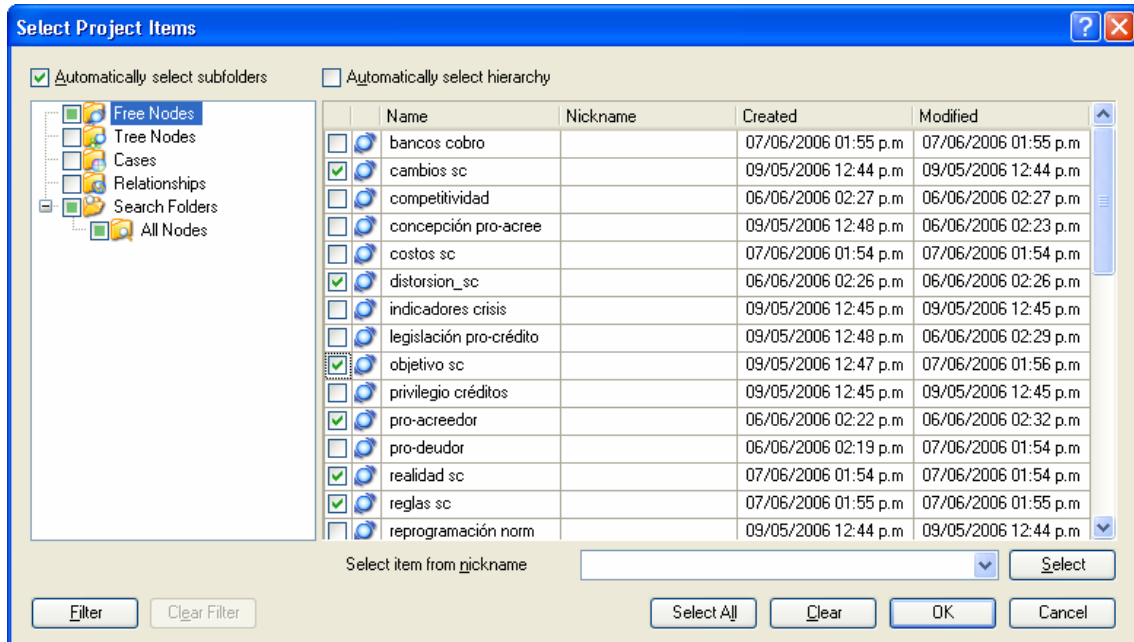 Select Project Items
Automatically select subfolders
Automatically select hierarchy
Free Nodes
Tree Nodes
Cases
Relationships
Search Folders
All Nodes
Name Nickname Created Modified
bancos cobro 07/06/2006 01:55 p.m 07/06/2006 01:55 p.m
cambios sc 09/05/2006 12:44 p.m 09/05/2006 12:44 p.m
competitividad 06/06/2006 02:27 p.m 06/06/2006 02:27 p.m
concepción pro-acree 09/05/2006 12:48 p.m 06/06/2006 02:23 p.m
costos sc 07/06/2006 01:54 p.m 07/06/2006 01:54 p.m
distorsion_sc 06/06/2006 02:26 p.m 06/06/2006 02:26 p.m
indicadores crisis 09/05/2006 12:45 p.m 09/05/2006 12:45 p.m
legislación pro-crédito 09/05/2006 12:48 p.m 06/06/2006 02:29 p.m
objetivo sc 09/05/2006 12:47 p.m 07/06/2006 01:56 p.m
privilegio créditos 09/05/2006 12:45 p.m 09/05/2006 12:45 p.m
pro-acreedor 06/06/2006 02:22 p.m 06/06/2006 02:32 p.m
pro-deudor 06/06/2006 02:19 p.m 07/06/2006 01:54 p.m
realidad sc 07/06/2006 01:54 p.m 07/06/2006 01:54 p.m
reglas sc 07/06/2006 01:55 p.m 07/06/2006 01:55 p.m
reprogramación norm 09/05/2006 12:44 p.m 09/05/2006 12:44 p.m
Select item from nickname Select
Filter Clear Filter Select All Clear OK Cancel